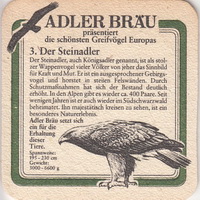 ADLER BRÄU
präsentiert
die schönsten Greifvögel Europas
3. Der Steinadler
Der Steinadler, auch Königsadler genannt, ist als stol-
zer Wappenvogel vieler Völker von jeher das Sinnbild
für Kraft und Mut. Er ist ein ausgesprochener Gebirgs-
vogel und horstet in steilen Felswänden. Durch
Schutzmaßnahmen hat sich der Bestand deutlich
erhöht. In den Alpen gibt es wieder ca. 400 Paare. Seit
wenigen Jahren ist er auch wieder im Südschwarzwald
beheimatet. Ihn majestätisch kreisen zu sehen, ist ein
besonderes Naturerlebnis.
Adler Bräu setzt sich
ein für die
Erhaltung
dieser
Tiere.
Spannweite:
195 - 230 cm
Gewicht:
3000 - 6600 g